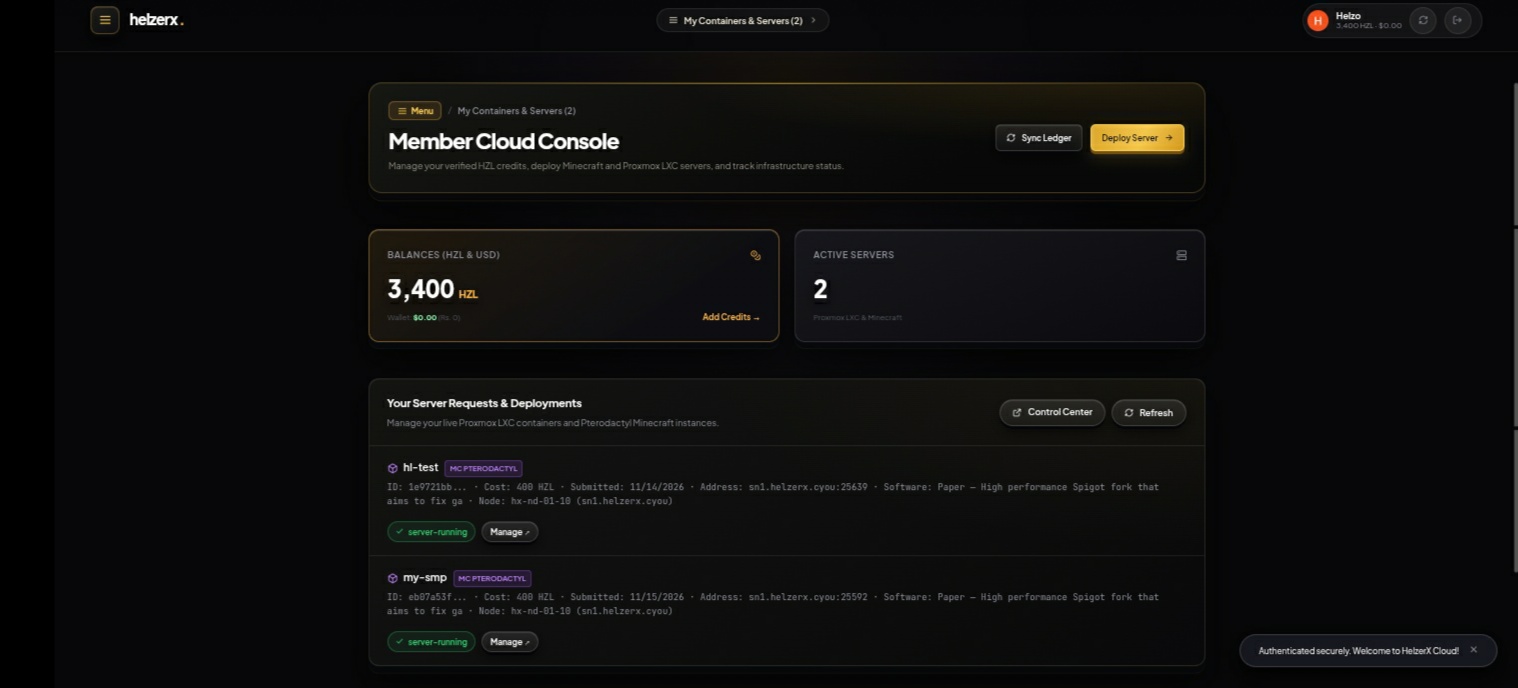 helzerx.
My Containers & Servers (2)
H
Helzo
3,400 HZL · $0.00
Menu / My Containers & Servers (2)
Member Cloud Console
Manage your verified HZL credits, deploy Minecraft and Proxmox LXC servers, and track infrastructure status.
Sync Ledger
Deploy Server →
BALANCES (HZL & USD)
3,400 HZL
Wallet: $0.00 (Rs. 0)
Add Credits →
ACTIVE SERVERS
2
Proxmox LXC & Minecraft
Your Server Requests & Deployments
Manage your live Proxmox LXC containers and Pterodactyl Minecraft instances.
Control Center
Refresh
hl-test MC PTERODACTYL
ID: 1e9721bb... · Cost: 400 HZL · Submitted: 11/14/2026 · Address: sn1.helzerx.cyou:25639 · Software: Paper — High performance Spigot fork that
aims to fix ga · Node: hx-nd-01-10 (sn1.helzerx.cyou)
✓ server-running Manage ↗
my-smp MC PTERODACTYL
ID: eb07a53f... · Cost: 400 HZL · Submitted: 11/15/2026 · Address: sn1.helzerx.cyou:25592 · Software: Paper — High performance Spigot fork that
aims to fix ga · Node: hx-nd-01-10 (sn1.helzerx.cyou)
✓ server-running Manage ↗
Authenticated securely. Welcome to HelzerX Cloud! ×